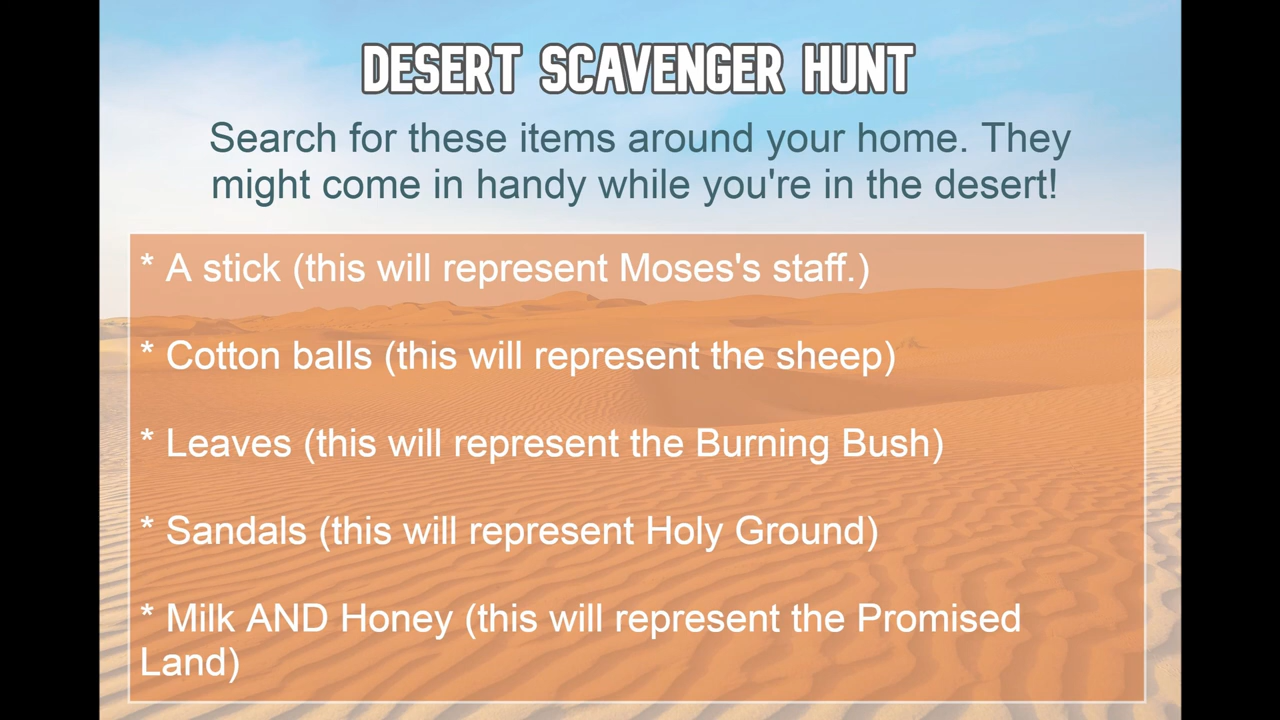 DESERT SCAVENGER HUNT
Search for these items around your home. They
might come in handy while you're in the desert!
* A stick (this will represent Moses's staff.)
* Cotton balls (this will represent the sheep)
* Leaves (this will represent the Burning Bush)
* Sandals (this will represent Holy Ground)
* Milk AND Honey (this will represent the Promised
Land)